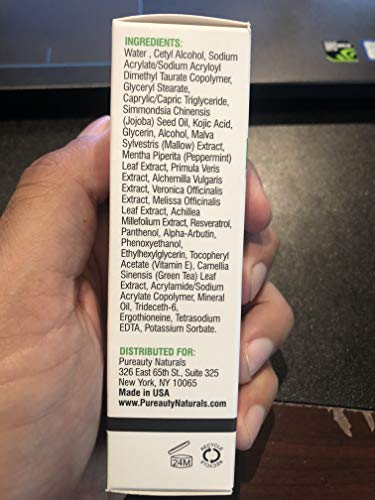 INGREDIENTS:
Water , Cetyl Alcohol, Sodium
Acrylate/Sodium Acryloyl
Dimethyl Taurate Copolymer,
Glyceryl Stearate,
Caprylic/Capric Triglyceride,
Simmondsia Chinensis
(Jojoba) Seed Oil, Kojic Acid,
Glycerin, Alcohol, Malva
Sylvestris (Mallow) Extract,
Mentha Piperita (Peppermint)
Leaf Extract, Primula Veris
Extract, Alchemilla Vulgaris
Extract, Veronica Officinalis
Extract, Melissa Officinalis
Leaf Extract, Achillea
Millefolium Extract, Resveratrol,
Panthenol, Alpha-Arbutin,
Phenoxyethanol,
Ethylhexylglycerin, Tocopheryl
Acetate (Vitamin E), Camellia
Sinensis (Green Tea) Leaf
Extract, Acrylamide/Sodium
Acrylate Copolymer, Mineral
Oil, Trideceth-6,
Ergothioneine, Tetrasodium
EDTA, Potassium Sorbate.
DISTRIBUTED FOR:
Pureauty Naturals
326 East 65th St., Suite 325
New York, NY 10065
Made in USA
www.PureautyNaturals.com
24M
RECYCLE
RECYCLE